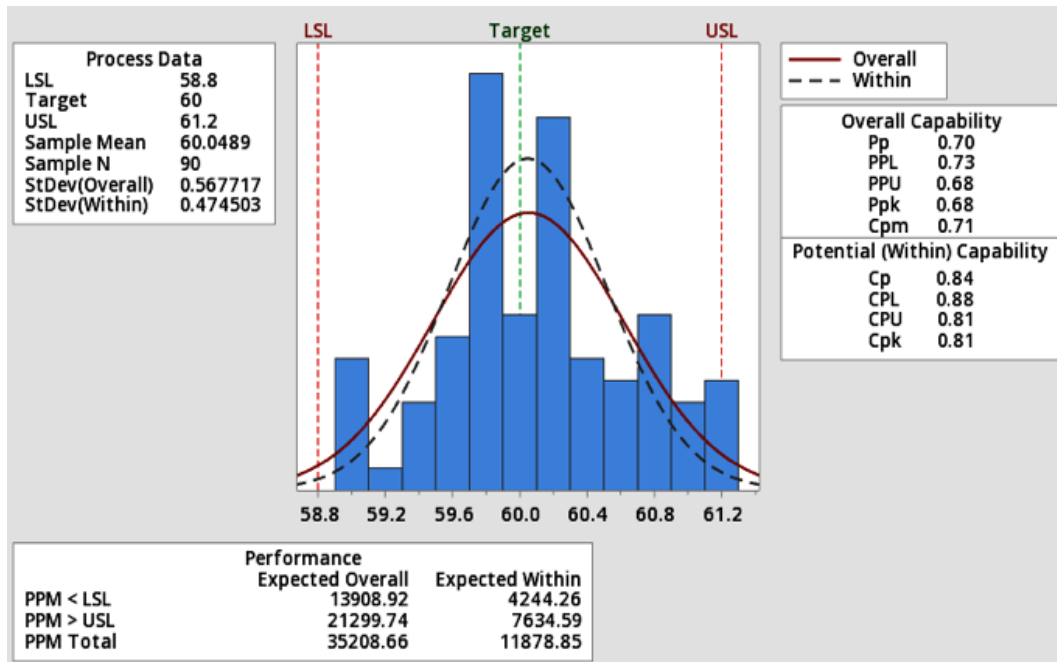 LSL Target USL
Process Data
LSL 58.8
Target 60
USL 61.2
Sample Mean 60.0489
Sample N 90
StDev(Overall) 0.567717
StDev(Within) 0.474503
Overall
Within
Overall Capability
Pp 0.70
PPL 0.73
PPU 0.68
Ppk 0.68
Cpm 0.71
Potential (Within) Capability
Cp 0.84
CPL 0.88
CPU 0.81
Cpk 0.81
58.8 59.2 59.6 60.0 60.4 60.8 61.2
Performance
Expected Overall Expected Within
PPM < LSL 13908.92 4244.26
PPM > USL 21299.74 7634.59
PPM Total 35208.66 11878.85